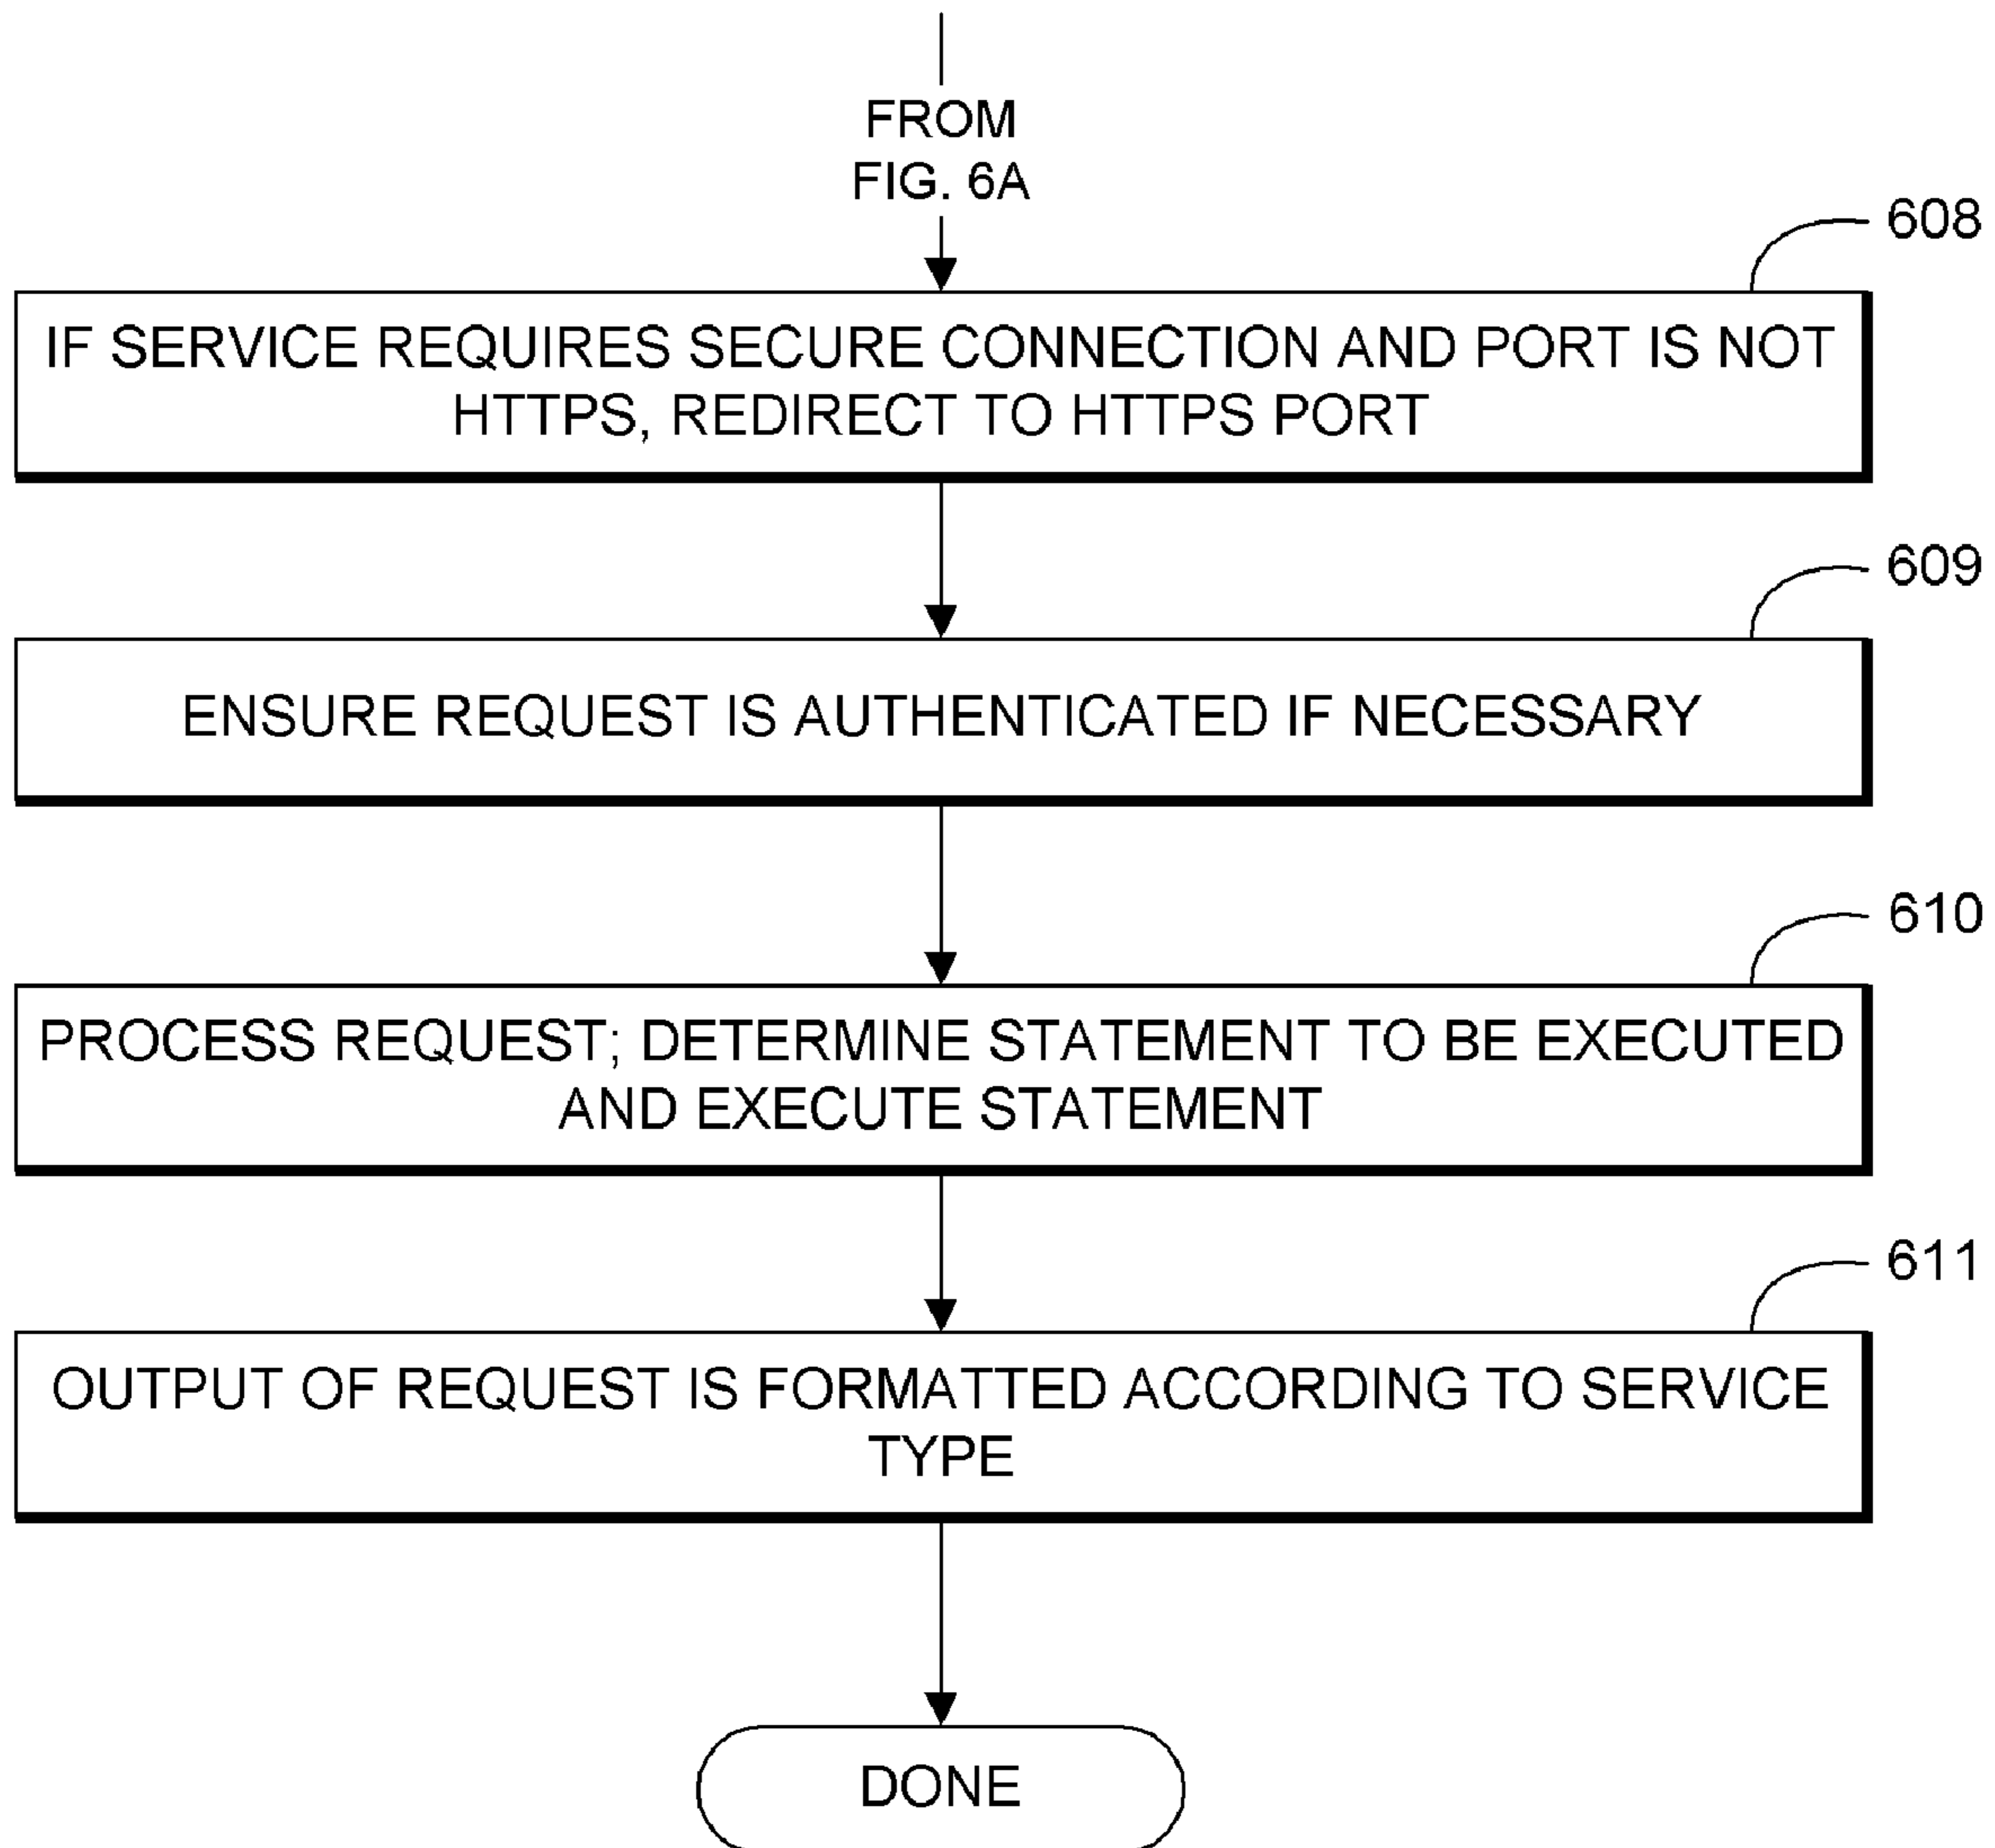 FROM
FIG. 6A
608
IF SERVICE REQUIRES SECURE CONNECTION AND PORT IS NOT
HTTPS, REDIRECT TO HTTPS PORT
609
ENSURE REQUEST IS AUTHENTICATED IF NECESSARY
610
PROCESS REQUEST; DETERMINE STATEMENT TO BE EXECUTED
AND EXECUTE STATEMENT
611
OUTPUT OF REQUEST IS FORMATTED ACCORDING TO SERVICE
TYPE
DONE